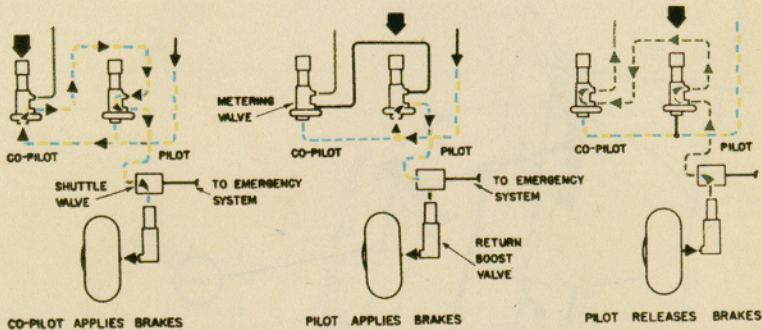 CO-PILOT
PILOT
SHUTTLE
VALVE
TO EMERGENCY
SYSTEM
CO-PILOT APPLIES BRAKES
METERING
VALVE
CO-PILOT
PILOT
TO EMERGENCY
SYSTEM
RETURN
BOOST
VALVE
PILOT APPLIES BRAKES
CO-PILOT
PILOT
PILOT RELEASES BRAKES